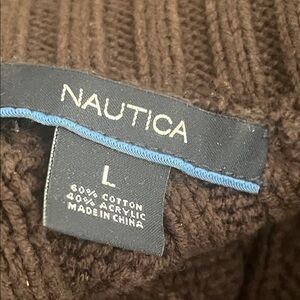 NAUTICA
L
60% COTTON
40% ACRYLIC
MADE IN CHINA